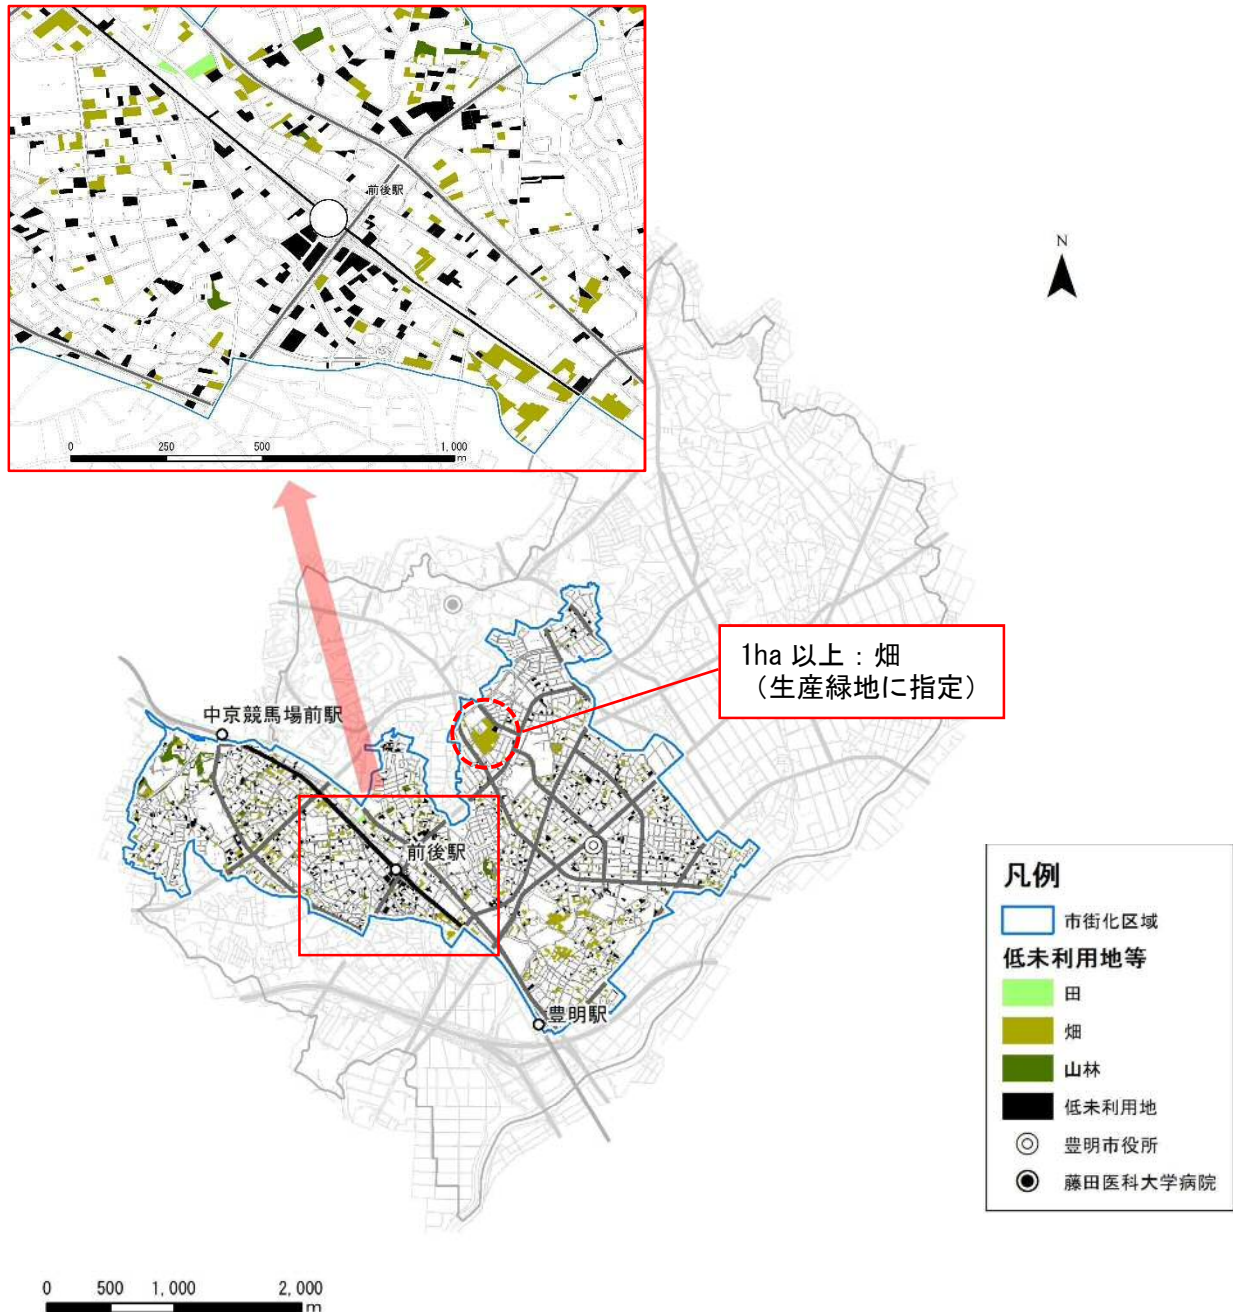 前後駅
0 250 500 1,000
m
N
1ha 以上：畑
（生産緑地に指定）
中京競馬場前駅
前後駅
豊明駅
凡例
市街化区域
低未利用地等
田
畑
山林
低未利用地
豊明市役所
藤田医科大学病院
0 500 1,000 2,000
m